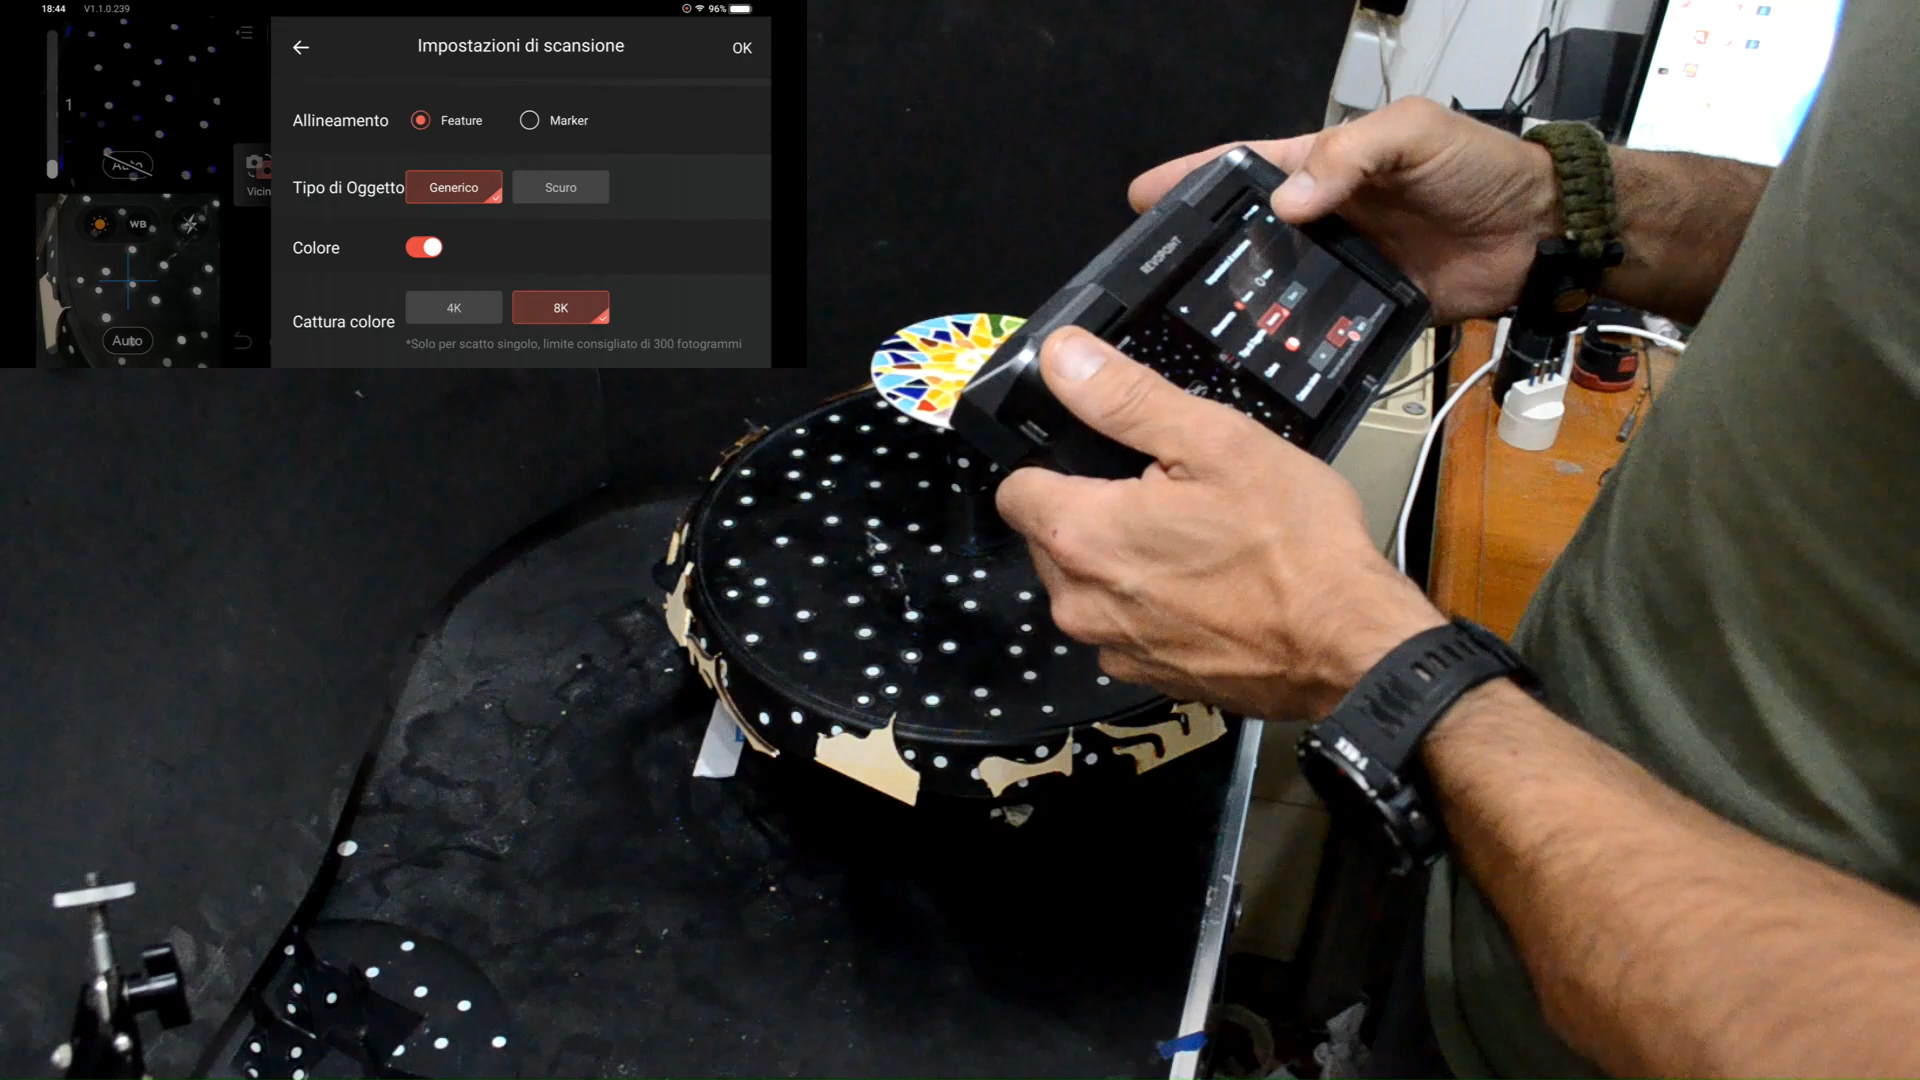 18:44 V1.1.0.239 96%
Impostazioni di scansione OK
Allineamento Feature Marker
1
Auto
Tipo di Oggetto Generico Scuro
Vicin
WB
Colore
4K 8K
Cattura colore
Auto
*Solo per scatto singolo, limite consigliato di 300 fotogrammi
REVOPOINT